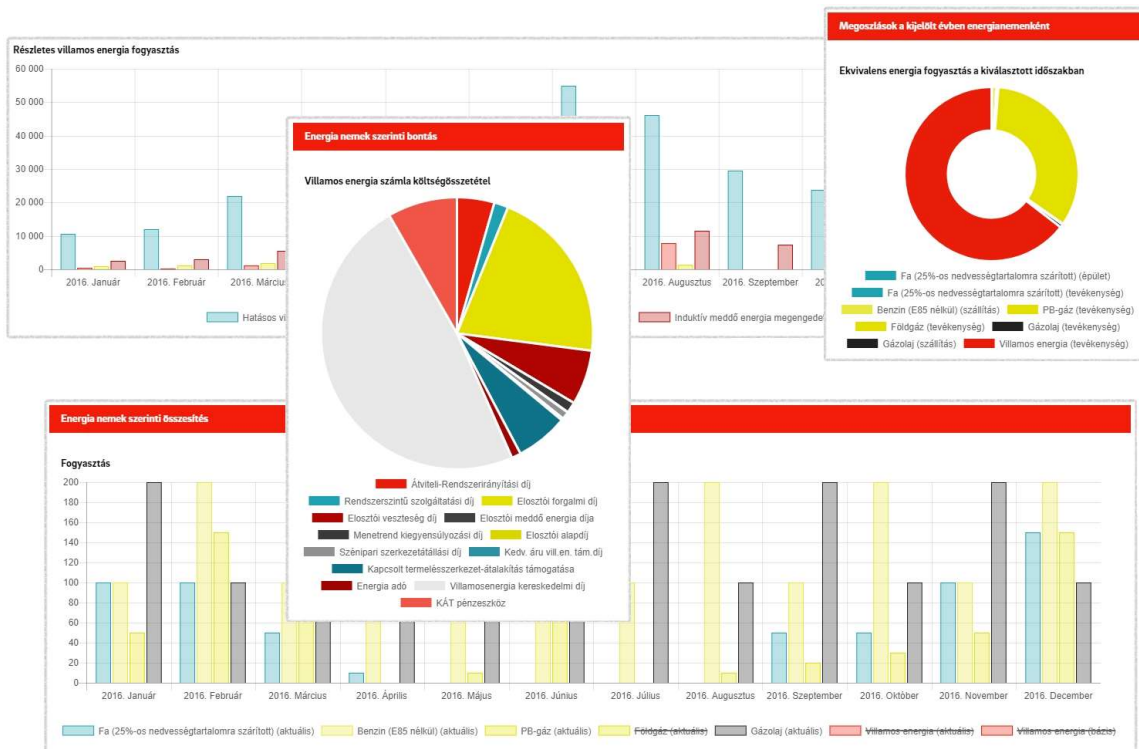 Részletes villamos energia fogyasztás
60 000
50 000
40 000
30 000
20 000
10 000
0
2016. Január
2016. Február
2016. Március
2016. Augusztus
2016. Szeptember
Hatásos
Induktív meddő energia
Megoszlások a kijelölt évben energianemenként
Ekvivalens energia fogyasztás a kiválasztott időszakban
Fa (25%-os nedvességtartalomra szárított) (épület)
Fa (25%-os nedvességtartalomra szárított) (tevékenység)
Benzin (E85 nélkül) (szállítás) PB-gáz (tevékenység)
Földgáz (tevékenység) Gázolaj (tevékenység)
Gázolaj (szállítás) Villamos energia (tevékenység)
Energia nemek szerinti bontás
Villamos energia számla költségösszetétel
Átviteli-Rendszerirányítási díj
Rendszerszintű szolgáltatási díj Elosztói forgalmi díj
Elosztói veszteség díj Elosztói meddő energia díja
Menetrend kiegyensúlyozási díj Elosztói alapdíj
Szénipari szerkezetátállási díj Kedv. áru vill.en. tám.díj
Kapcsolt termelésszerkezet-átalakítás támogatása
Energia adó Villamosenergia kereskedelmi díj
KÁT pénzeszköz
Energia nemek szerinti összesítés
Fogyasztás
200
180
160
140
120
100
80
60
40
20
0
2016. Január
2016. Február
2016. Március
2016. Április
2016. Május
2016. Június
2016. Július
2016. Augusztus
2016. Szeptember
2016. Október
2016. November
2016. December
Fa (25%-os nedvességtartalomra szárított) (aktuális) Benzin (E85 nélkül) (aktuális) PB-gáz (aktuális) Földgáz (aktuális) Gázolaj (aktuális) Villamos energia (aktuális) Villamos energia (bázis)